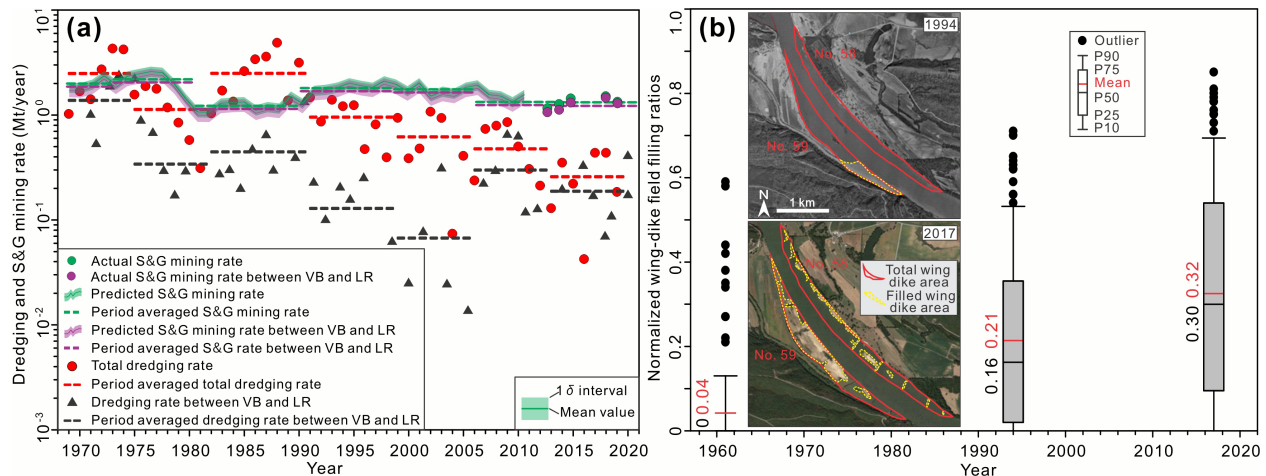 (a)
Dredging and S&G mining rate (Mt/year)
10¹
10⁰
10⁻¹
10⁻²
10⁻³
1970 1975 1980 1985 1990 1995 2000 2005 2010 2015 2020
Year
Actual S&G mining rate
Actual S&G mining rate between VB and LR
Predicted S&G mining rate
Period averaged S&G mining rate
Predicted S&G mining rate between VB and LR
Period averaged S&G rate between VB and LR
Total dredging rate
Period averaged total dredging rate
Dredging rate between VB and LR
Period averaged dredging rate between VB and LR
1 δ interval
Mean value
(b)
Normalized wing-dike field filling ratios
1.0
0.8
0.6
0.4
0.2
0
1960 1970 1980 1990 2000 2010 2020
Year
1994
No. 58
No. 59
N
1 km
2017
No. 59
Total wing
dike area
Filled wing
dike area
Outlier
P90
P75
Mean
P50
P25
P10
0 0.04
0.16 0.21
0.30 0.32